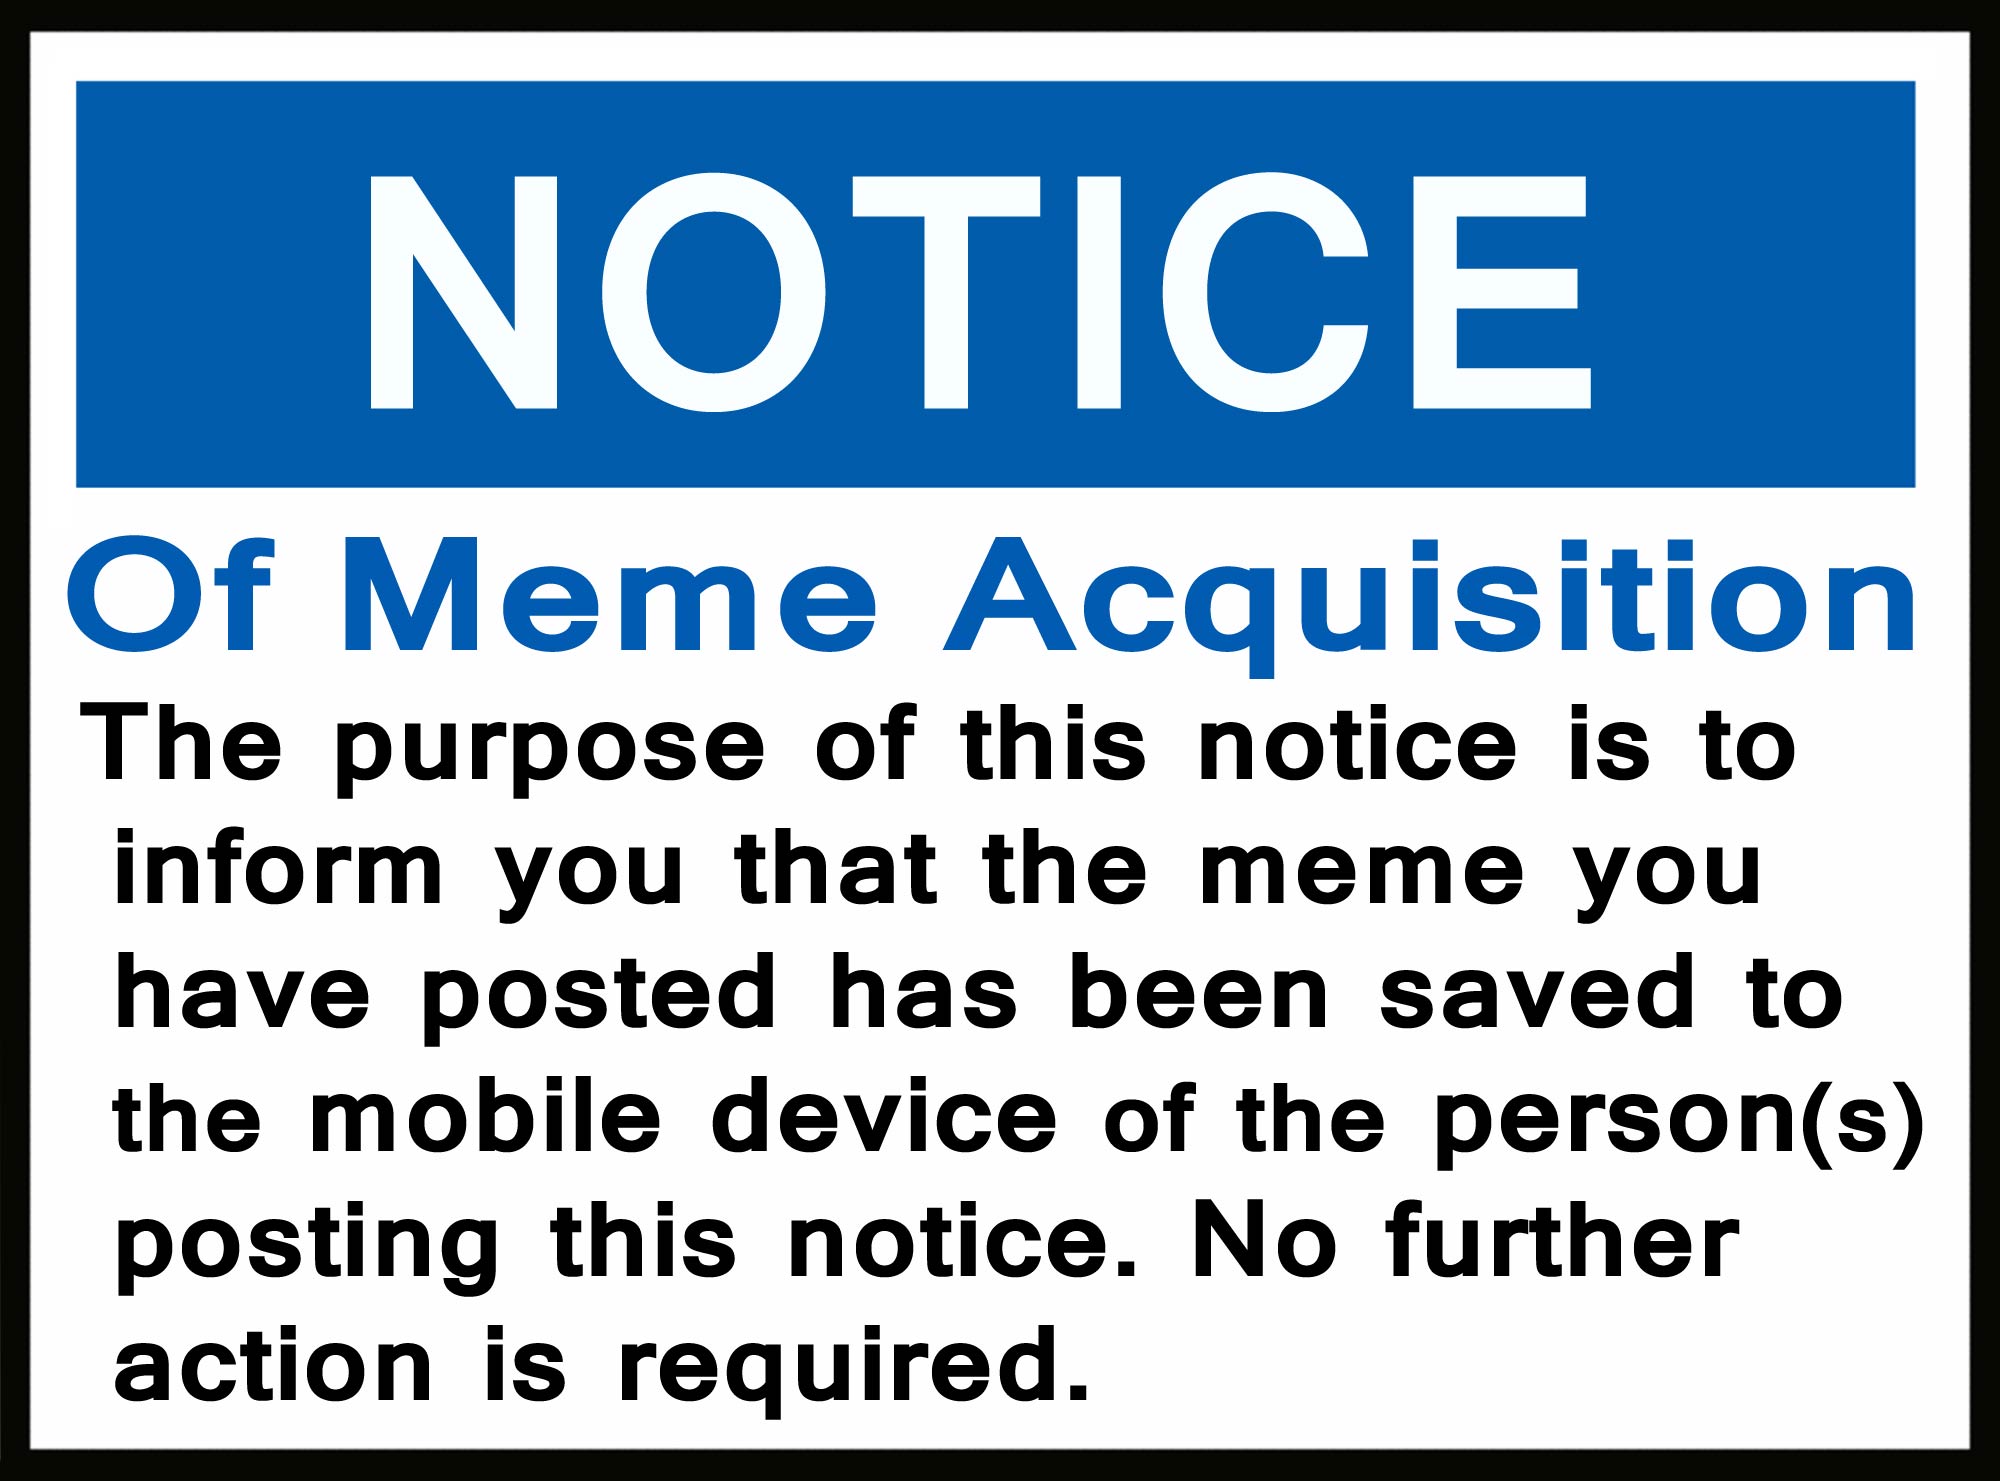 NOTICE
Of Meme Acquisition
The purpose of this notice is to
inform you that the meme you
have posted has been saved to
the mobile device of the person(s)
posting this notice. No further
action is required.